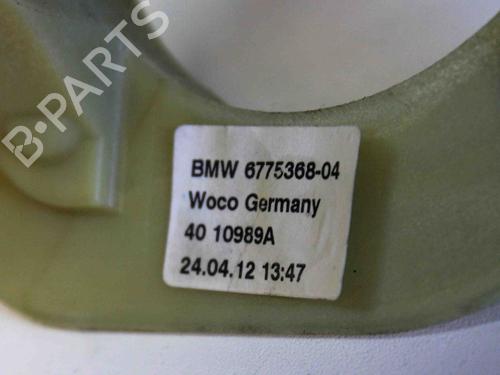 B-PARTS
BMW 6775368-04
Woco Germany
40 10989A
24.04.12 13:47